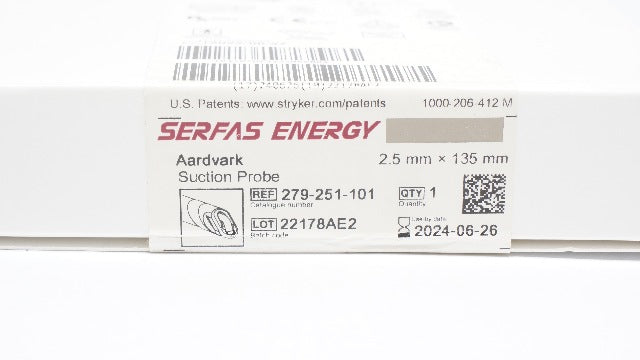 U.S. Patents: www.stryker.com/patents 1000-206-412 M
SERFAS ENERGY
Aardvark 2.5 mm × 135 mm
Suction Probe
REF 279-251-101 QTY 1
Catalogue number Quantity
LOT 22178AE2 Use by date
Batch code 2024-06-26